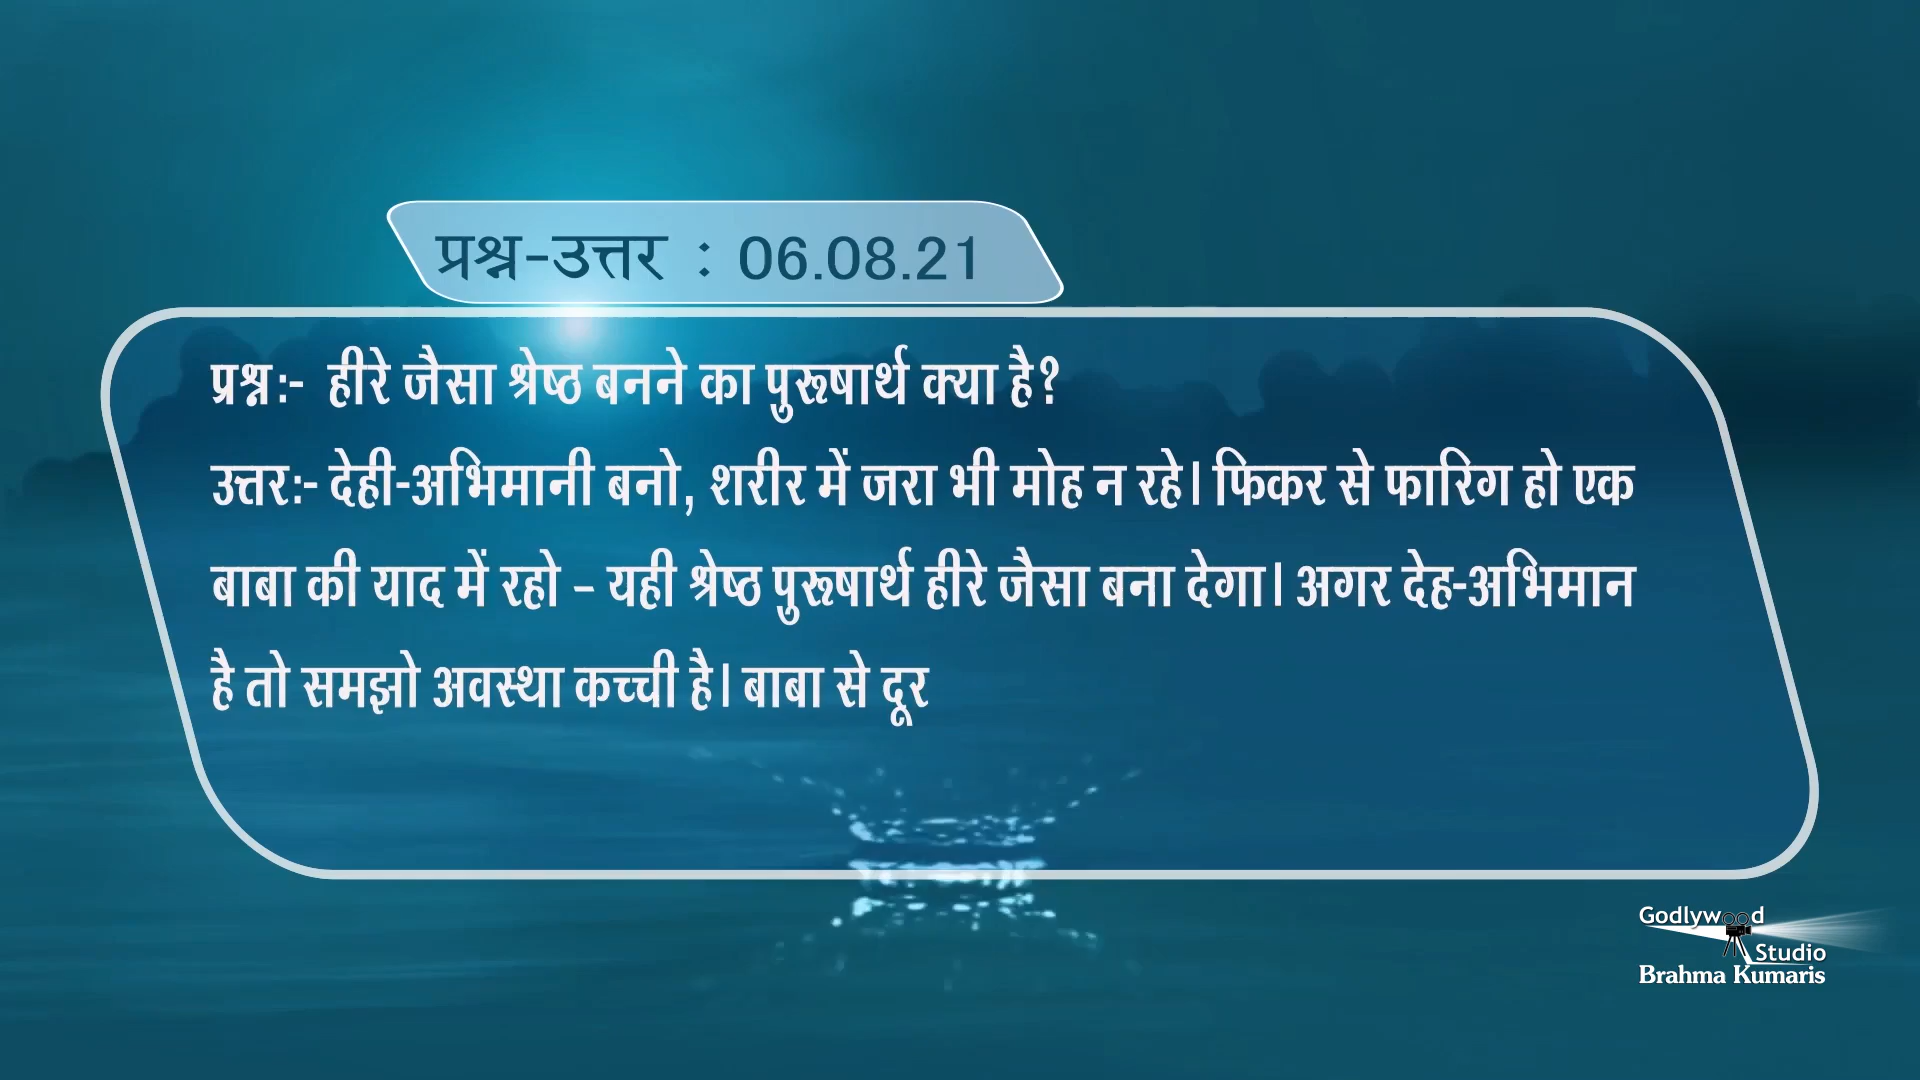 प्रश्न-उत्तर : 06.08.21
प्रश्न:- हीरे जैसा श्रेष्ठ बनने का पुरूषार्थ क्या है?
उत्तर:- देही-अभिमानी बनो, शरीर में जरा भी मोह न रहे। फिकर से फारिग हो एक
बाबा की याद में रहो – यही श्रेष्ठ पुरूषार्थ हीरे जैसा बना देगा। अगर देह-अभिमान
है तो समझो अवस्था कच्ची है। बाबा से दूर
Godlywood
Studio
Brahma Kumaris